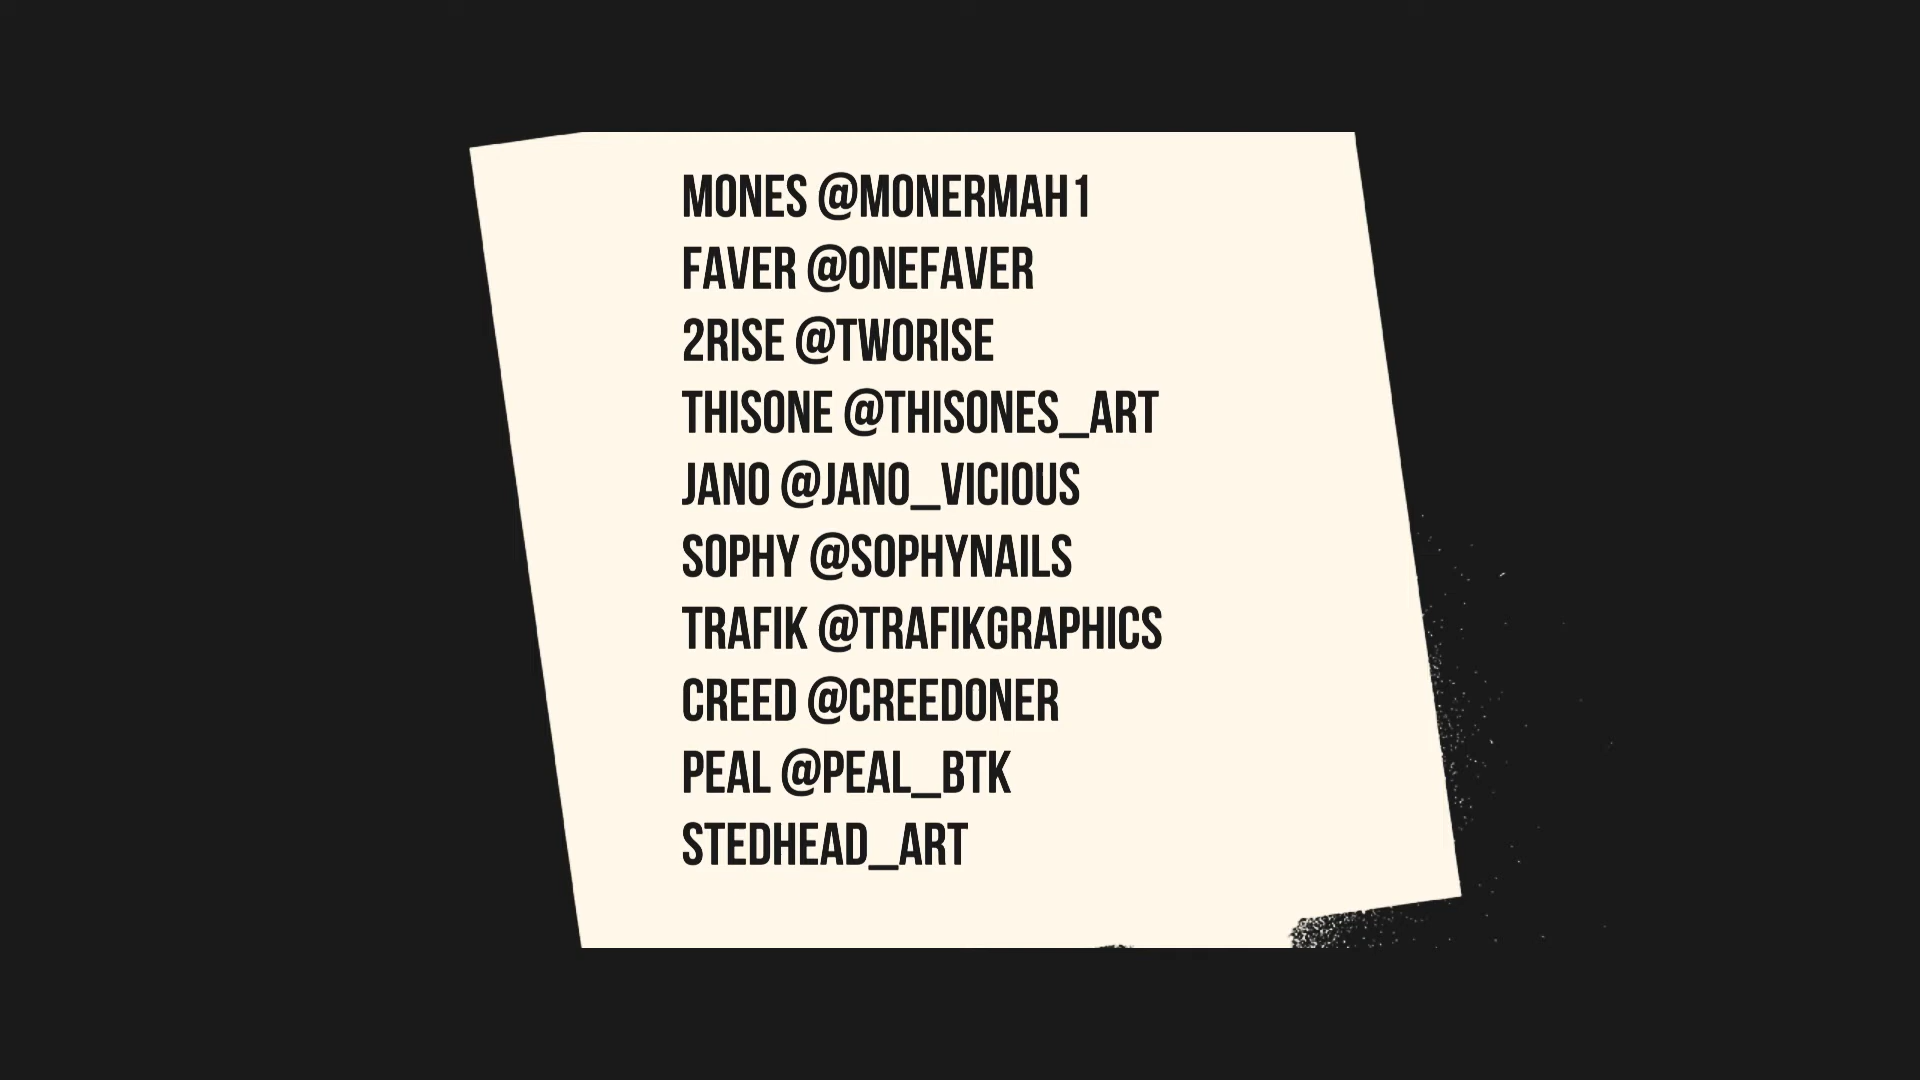 MONES @MONERMAH1
FAVER @ONEFAVER
2RISE @TWORISE
THISONE @THISONES_ART
JANO @JANO_VICIOUS
SOPHY @SOPHYNAILS
TRAFIK @TRAFIKGRAPHICS
CREED @CREEDONER
PEAL @PEAL_BTK
STEDHEAD_ART